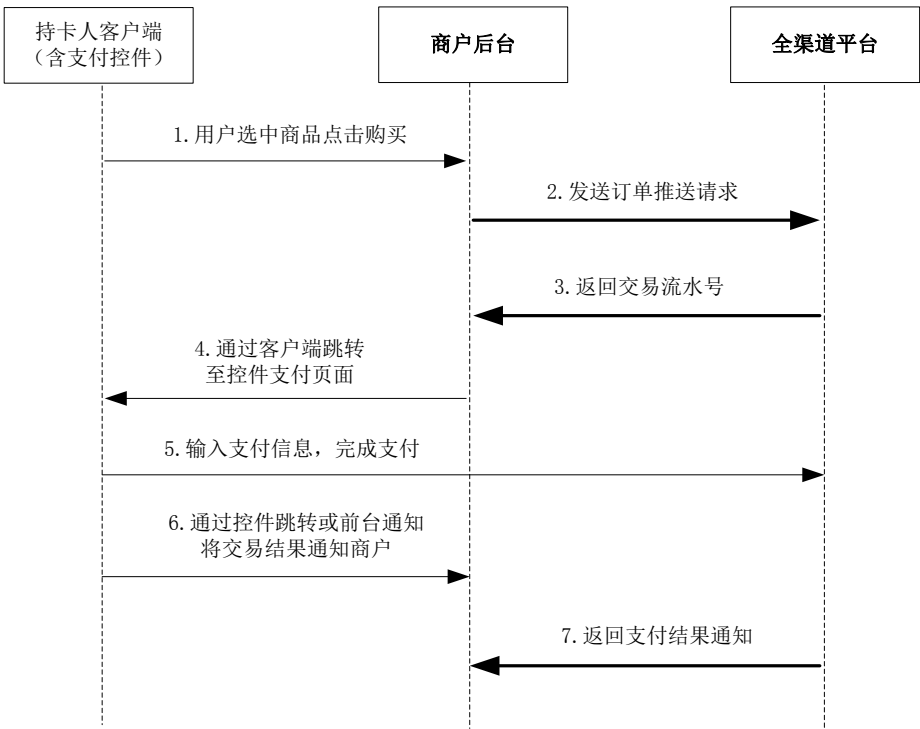 持卡人客户端
（含支付控件）
商户后台
全渠道平台
1.用户选中商品点击购买
2.发送订单推送请求
3.返回交易流水号
4.通过客户端跳转
至控件支付页面
5.输入支付信息，完成支付
6.通过控件跳转或前台通知
将交易结果通知商户
7.返回支付结果通知